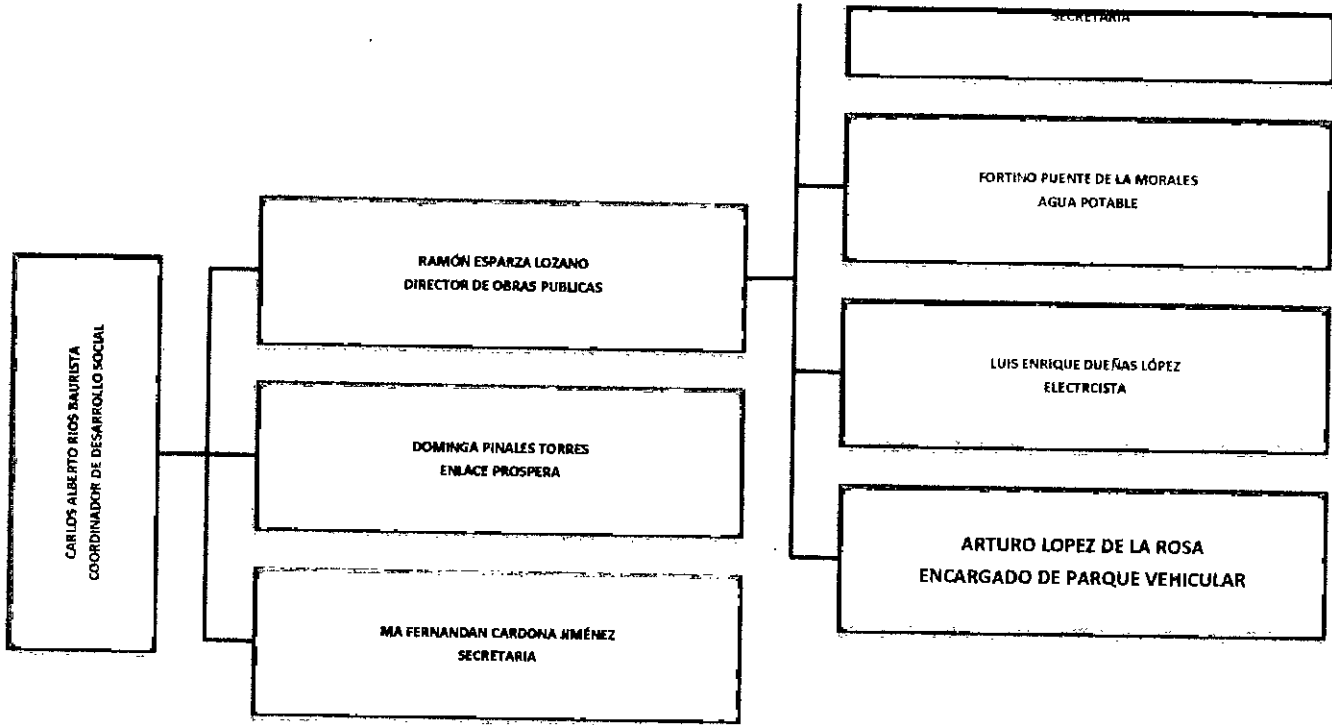 CARLOS ALBERTO RIOS BAURISTA
COORDINADOR DE DESARROLLO SOCIAL
RAMÓN ESPARZA LOZANO
DIRECTOR DE OBRAS PUBLICAS
DOMINGA PINALES TORRES
ENLACE PROSPERA
MA FERNANDAN CARDONA JIMÉNEZ
SECRETARIA
SECRETARIA
FORTINO PUENTE DE LA MORALES
AGUA POTABLE
LUIS ENRIQUE DUEÑAS LÓPEZ
ELECTRCISTA
ARTURO LOPEZ DE LA ROSA
ENCARGADO DE PARQUE VEHICULAR